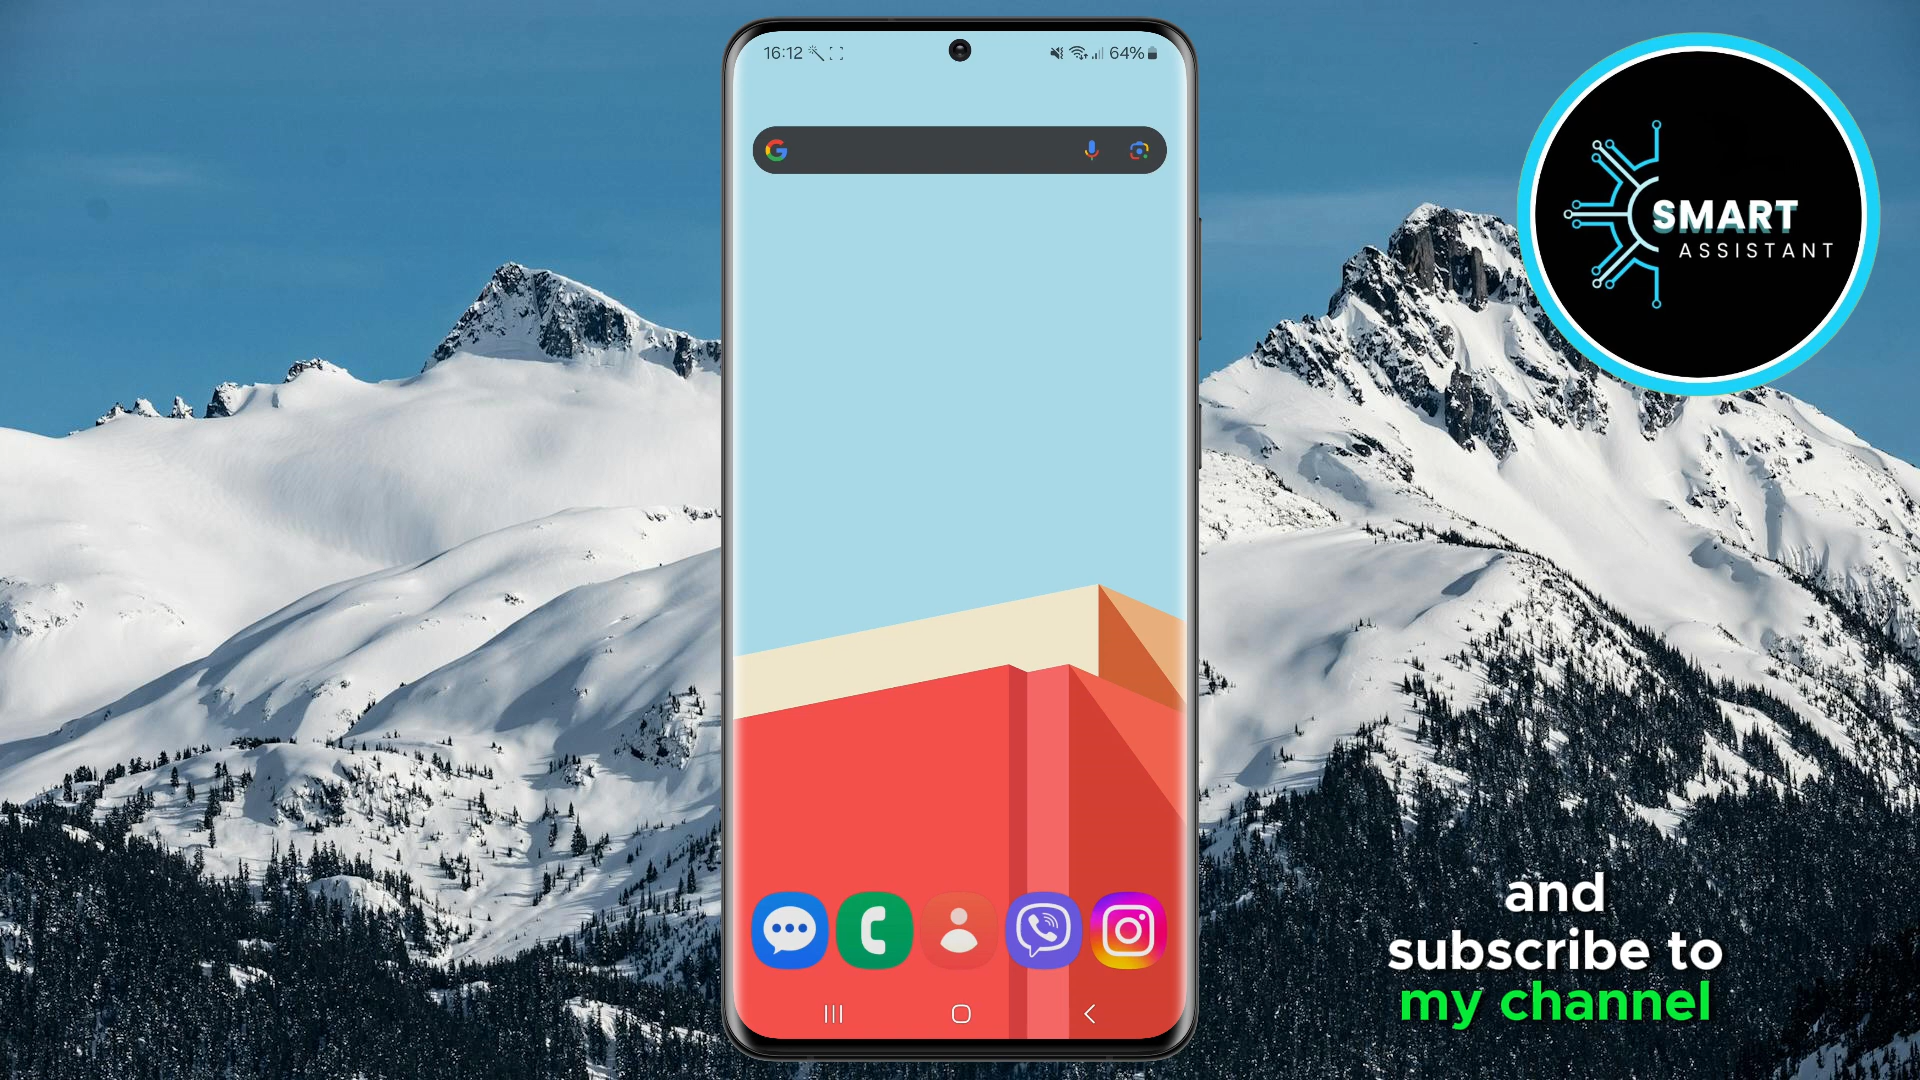 16:12
64%
SMART
ASSISTANT
and
subscribe to
my channel